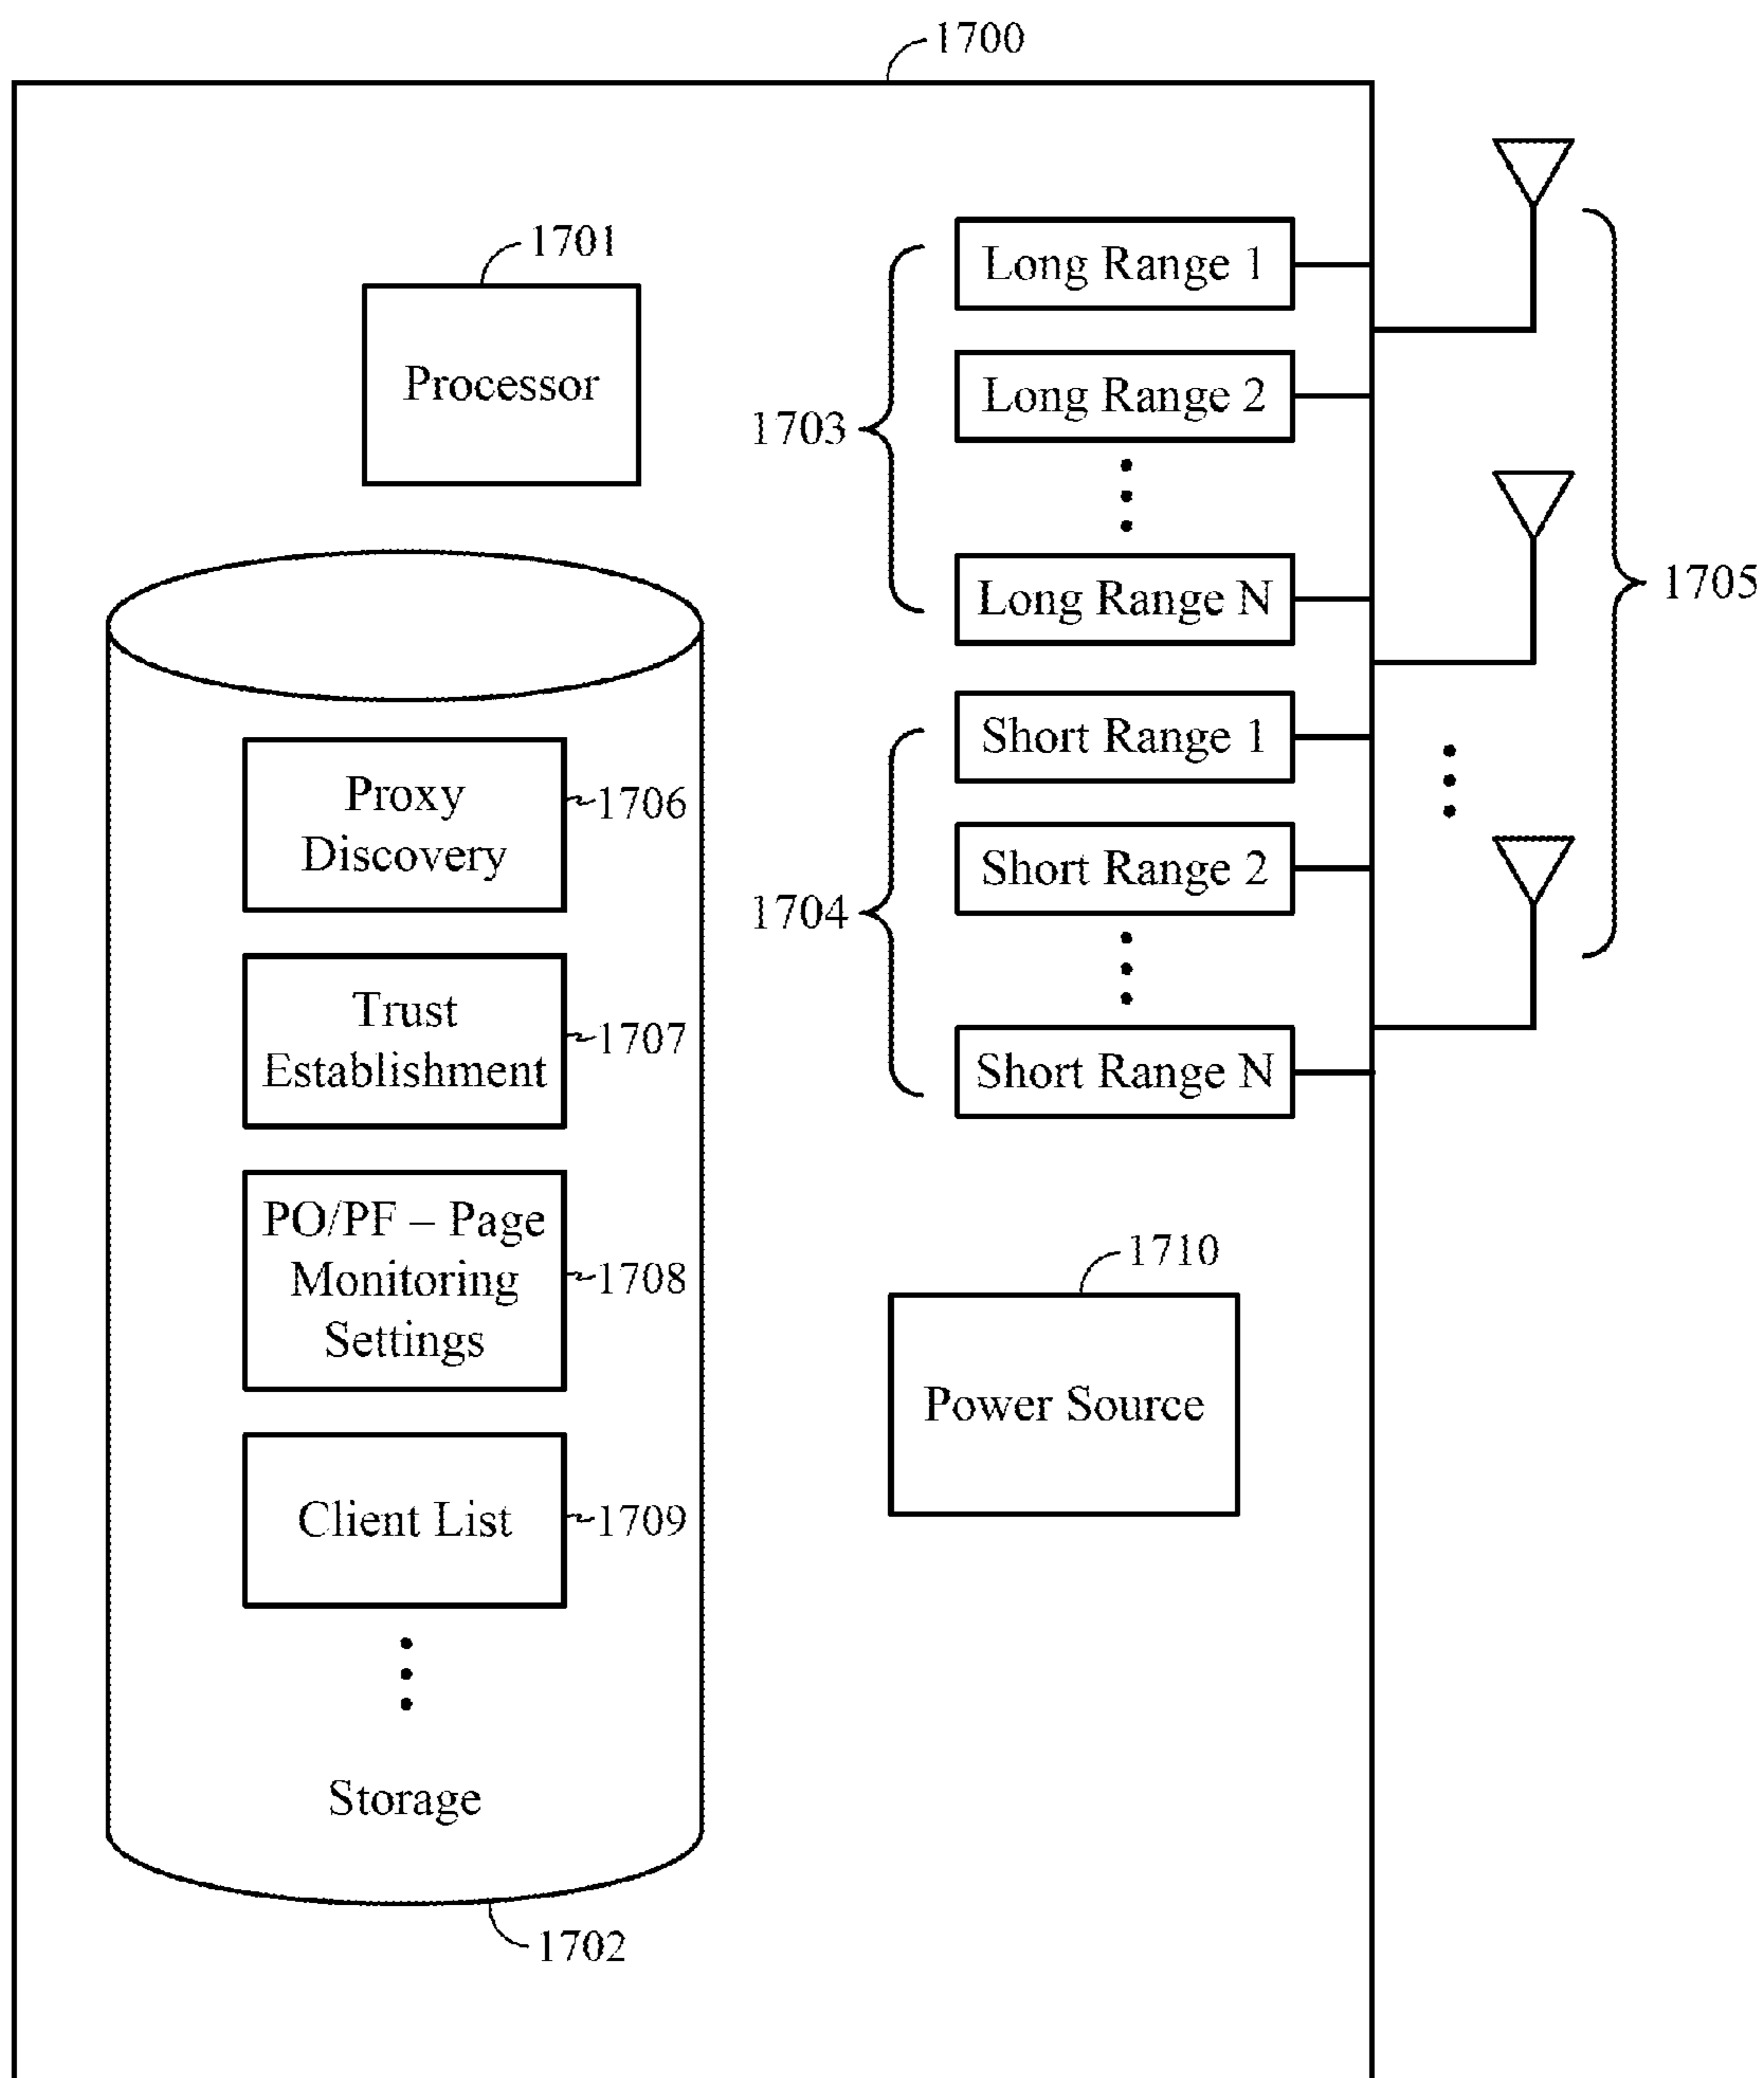 1700
1701
Processor
1703
Long Range 1
Long Range 2
Long Range N
1705
1704
Short Range 1
Short Range 2
Short Range N
Proxy
Discovery
1706
Trust
Establishment
1707
PO/PF – Page
Monitoring
Settings
1708
Client List
1709
Storage
1702
1710
Power Source